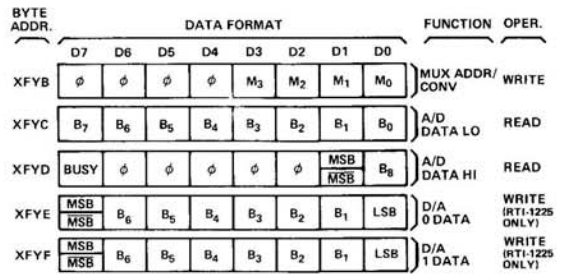 BYTE ADDR. DATA FORMAT FUNCTION OPER.
D7 D6 D5 D4 D3 D2 D1 D0
XFYB ϕ ϕ ϕ ϕ M₃ M₂ M₁ M₀ MUX ADDR/ CONV WRITE
XFYC B₇ B₆ B₅ B₄ B₃ B₂ B₁ B₀ A/D DATA LO READ
XFYD BUSY ϕ ϕ ϕ ϕ ϕ MSB M̅S̅B̅ B₈ A/D DATA HI READ
XFYE MSB M̅S̅B̅ B₆ B₅ B₄ B₃ B₂ B₁ LSB D/A 0 DATA WRITE (RTI-1225 ONLY)
XFYF MSB M̅S̅B̅ B₆ B₅ B₄ B₃ B₂ B₁ LSB D/A 1 DATA WRITE (RTI-1225 ONLY)